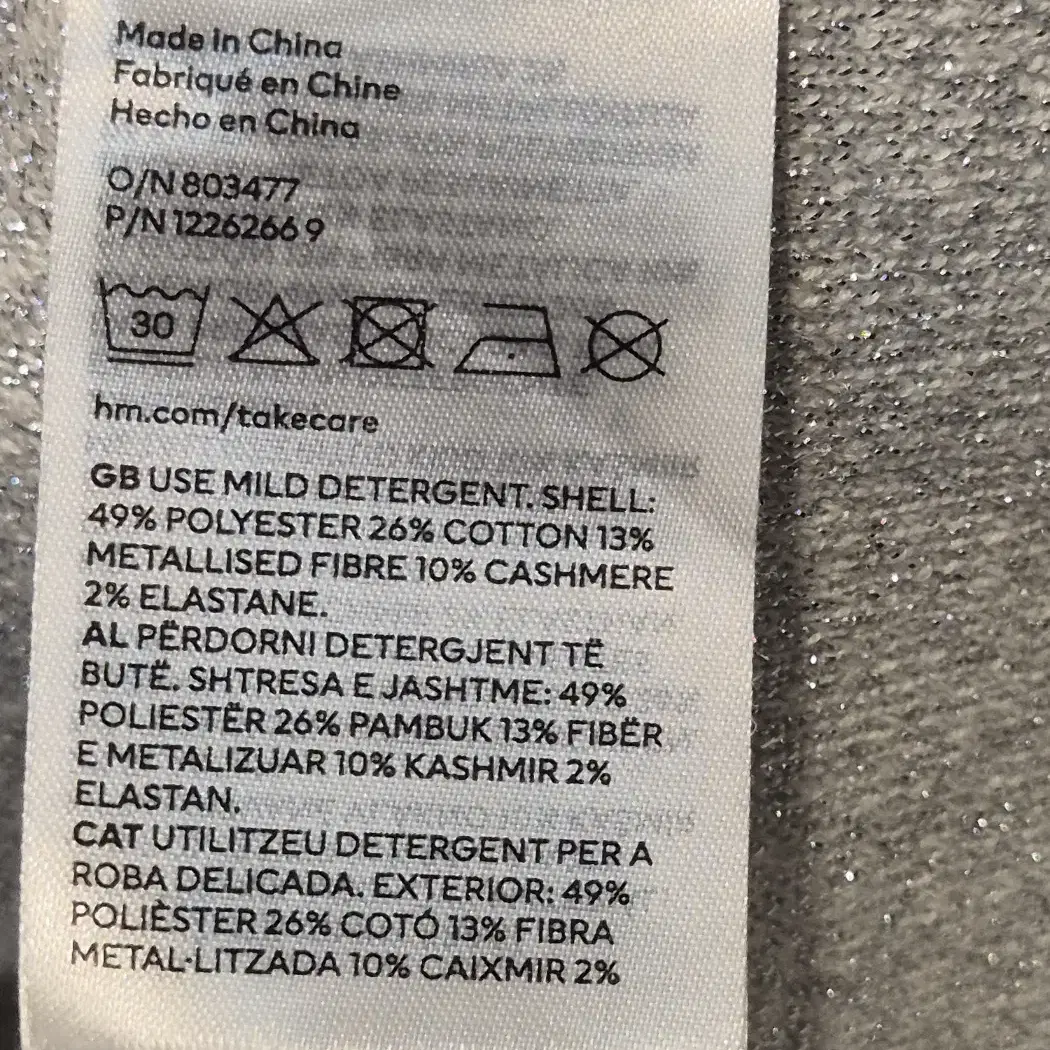 Made in China
Fabriqué en Chine
Hecho en China
O/N 803477
P/N 12262669
30
hm.com/takecare
GB USE MILD DETERGENT. SHELL:
49% POLYESTER 26% COTTON 13%
METALLISED FIBRE 10% CASHMERE
2% ELASTANE.
AL PËRDORNI DETERGJENT TË
BUTË. SHTRESA E JASHTME: 49%
POLIESTËR 26% PAMBUK 13% FIBËR
E METALIZUAR 10% KASHMIR 2%
ELASTAN.
CAT UTILITZEU DETERGENT PER A
ROBA DELICADA. EXTERIOR: 49%
POLIÈSTER 26% COTÓ 13% FIBRA
METAL·LITZADA 10% CAIXMIR 2%